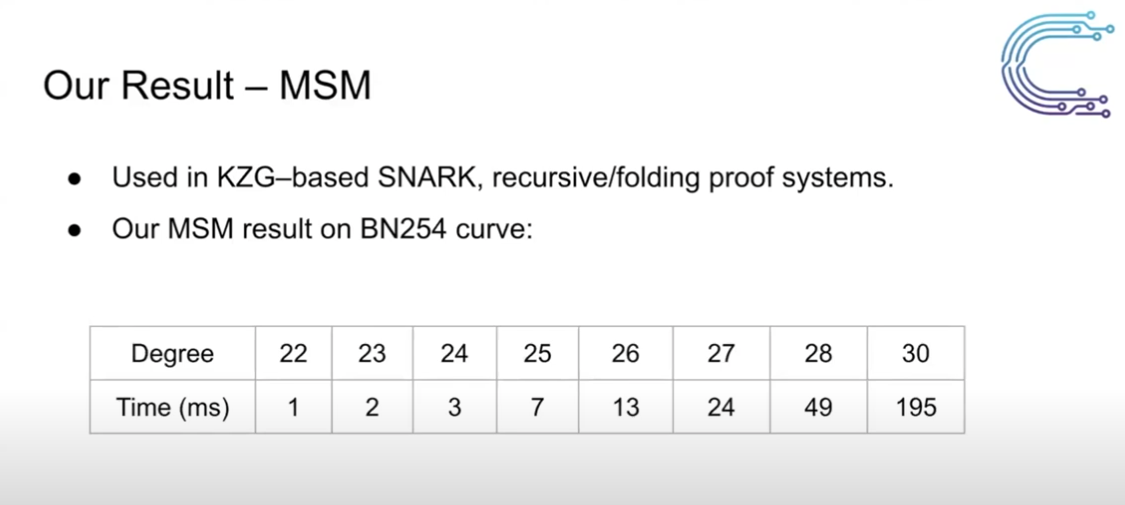 Our Result – MSM
● Used in KZG–based SNARK, recursive/folding proof systems.
● Our MSM result on BN254 curve:
Degree 22 23 24 25 26 27 28 30
Time (ms) 1 2 3 7 13 24 49 195